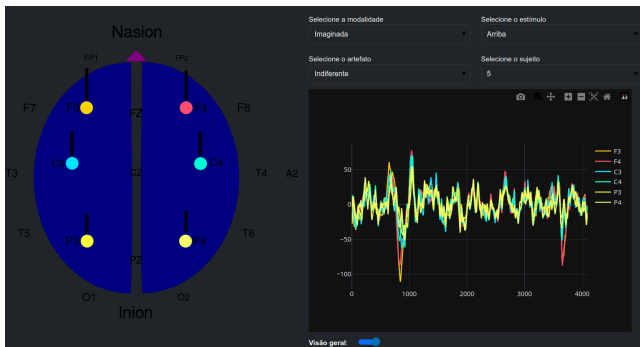 Nasion
FP1
FP2
F7
F3
FZ
F4
F8
T3
C3
CZ
C4
T4
A2
T5
P3
PZ
P4
T6
O1
O2
Inion
Selecione a modalidade
Imaginada
Selecione o estímulo
Arriba
Selecione o artefato
Indiferente
Selecione o sujeito
5
F3
F4
C3
C4
P3
P4
50
0
−50
−100
0
1000
2000
3000
4000
Visão geral: